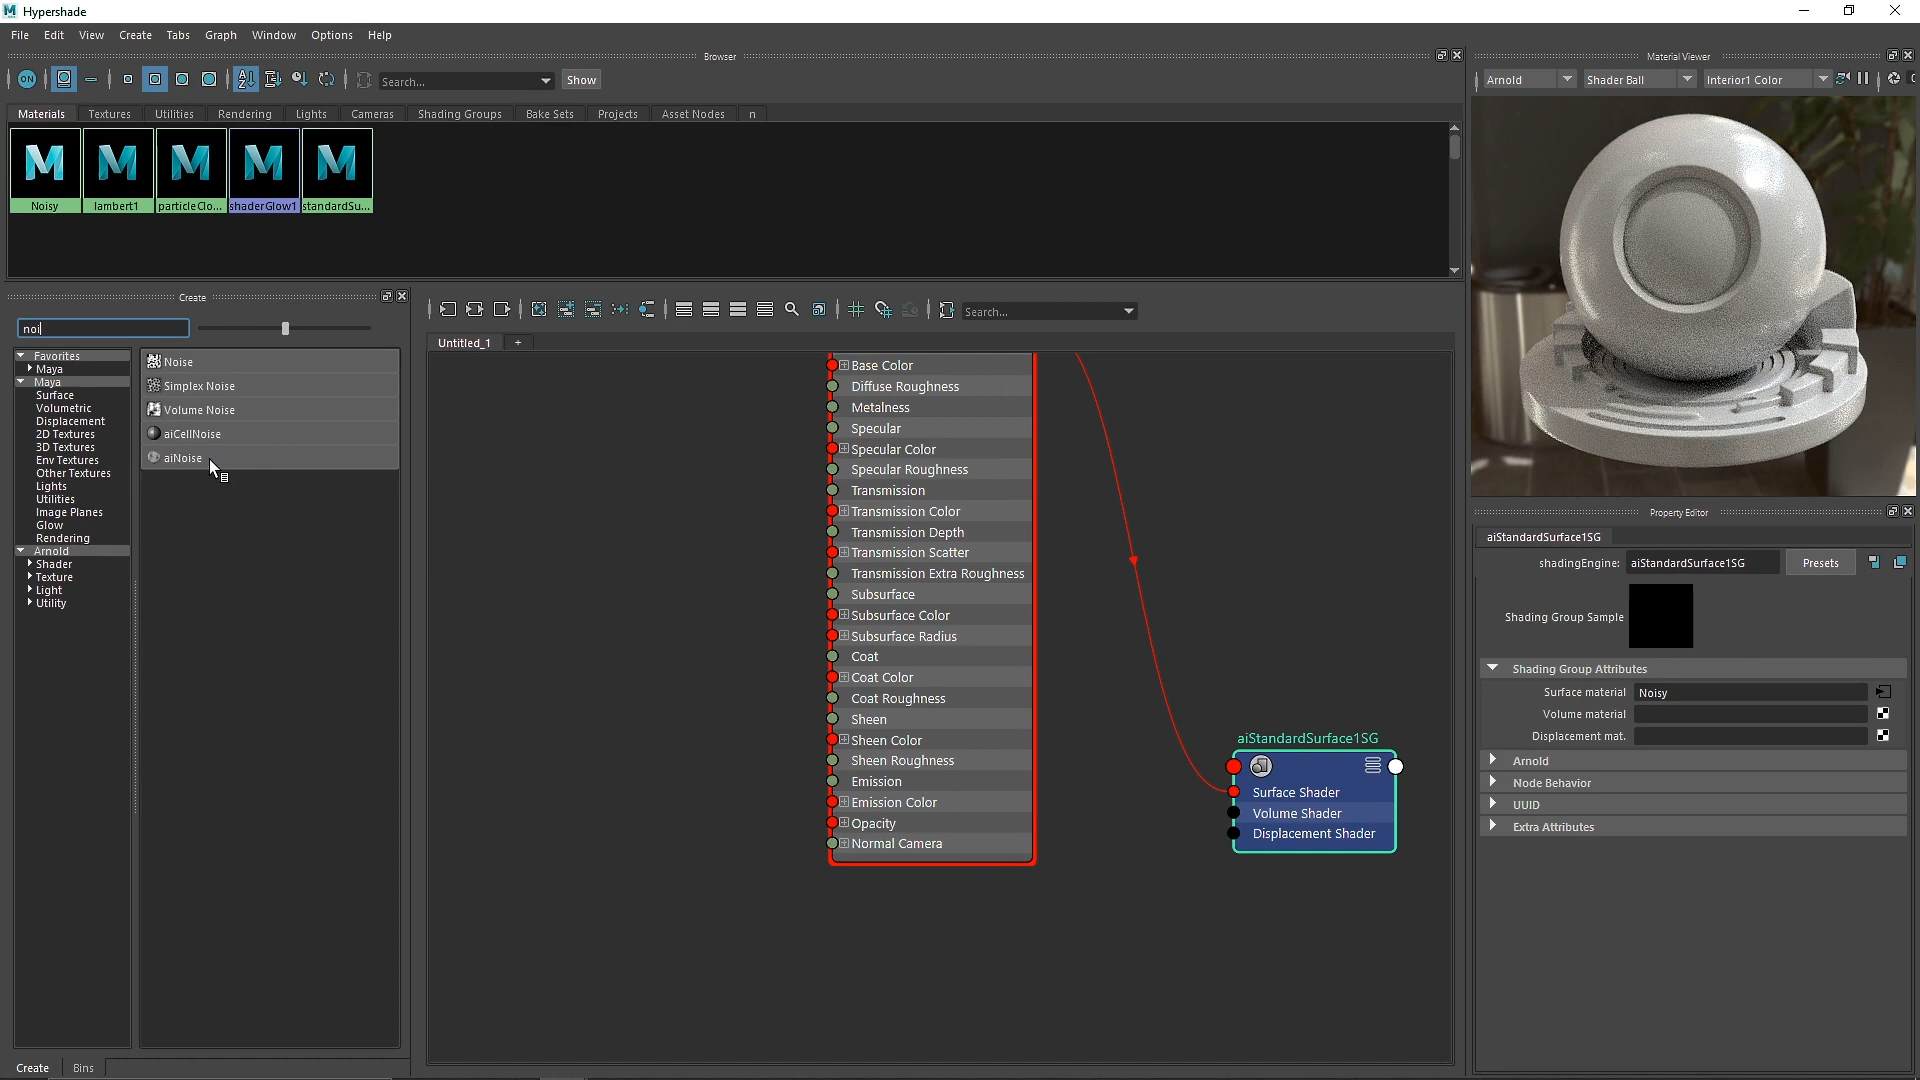 Hypershade
File Edit View Create Tabs Graph Window Options Help
Browser
Material Viewer
ON
Search...
Show
Arnold
Shader Ball
Interior1 Color
Materials Textures Utilities Rendering Lights Cameras Shading Groups Bake Sets Projects Asset Nodes n
Noisy lambert1 particleClo... shaderGlow1 standardSu...
Create
noi
Search...
Untitled_1 +
Favorites
Maya
Maya
Surface
Volumetric
Displacement
2D Textures
3D Textures
Env Textures
Other Textures
Lights
Utilities
Image Planes
Glow
Rendering
Arnold
Shader
Texture
Light
Utility
Noise
Simplex Noise
Volume Noise
aiCellNoise
aiNoise
Base Color
Diffuse Roughness
Metalness
Specular
Specular Color
Specular Roughness
Transmission
Transmission Color
Transmission Depth
Transmission Scatter
Transmission Extra Roughness
Subsurface
Subsurface Color
Subsurface Radius
Coat
Coat Color
Coat Roughness
Sheen
Sheen Color
Sheen Roughness
Emission
Emission Color
Opacity
Normal Camera
aiStandardSurface1SG
Surface Shader
Volume Shader
Displacement Shader
Property Editor
aiStandardSurface1SG
shadingEngine: aiStandardSurface1SG Presets
Shading Group Sample
Shading Group Attributes
Surface material Noisy
Volume material
Displacement mat.
Arnold
Node Behavior
UUID
Extra Attributes
Create Bins